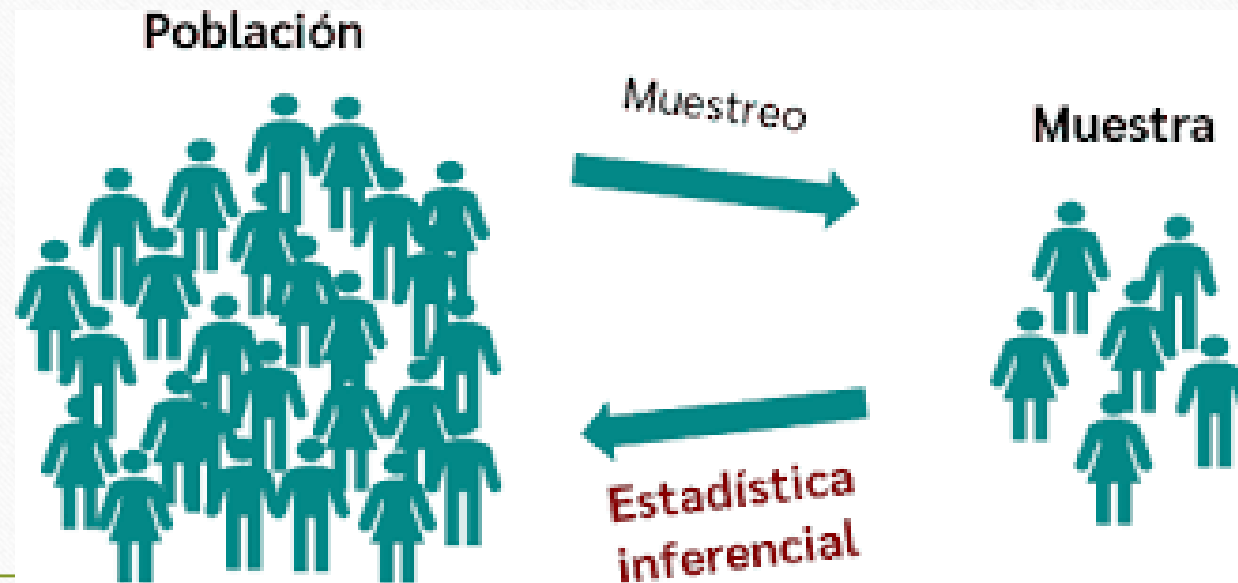 Población
Muestreo
Muestra
Estadística
inferencial